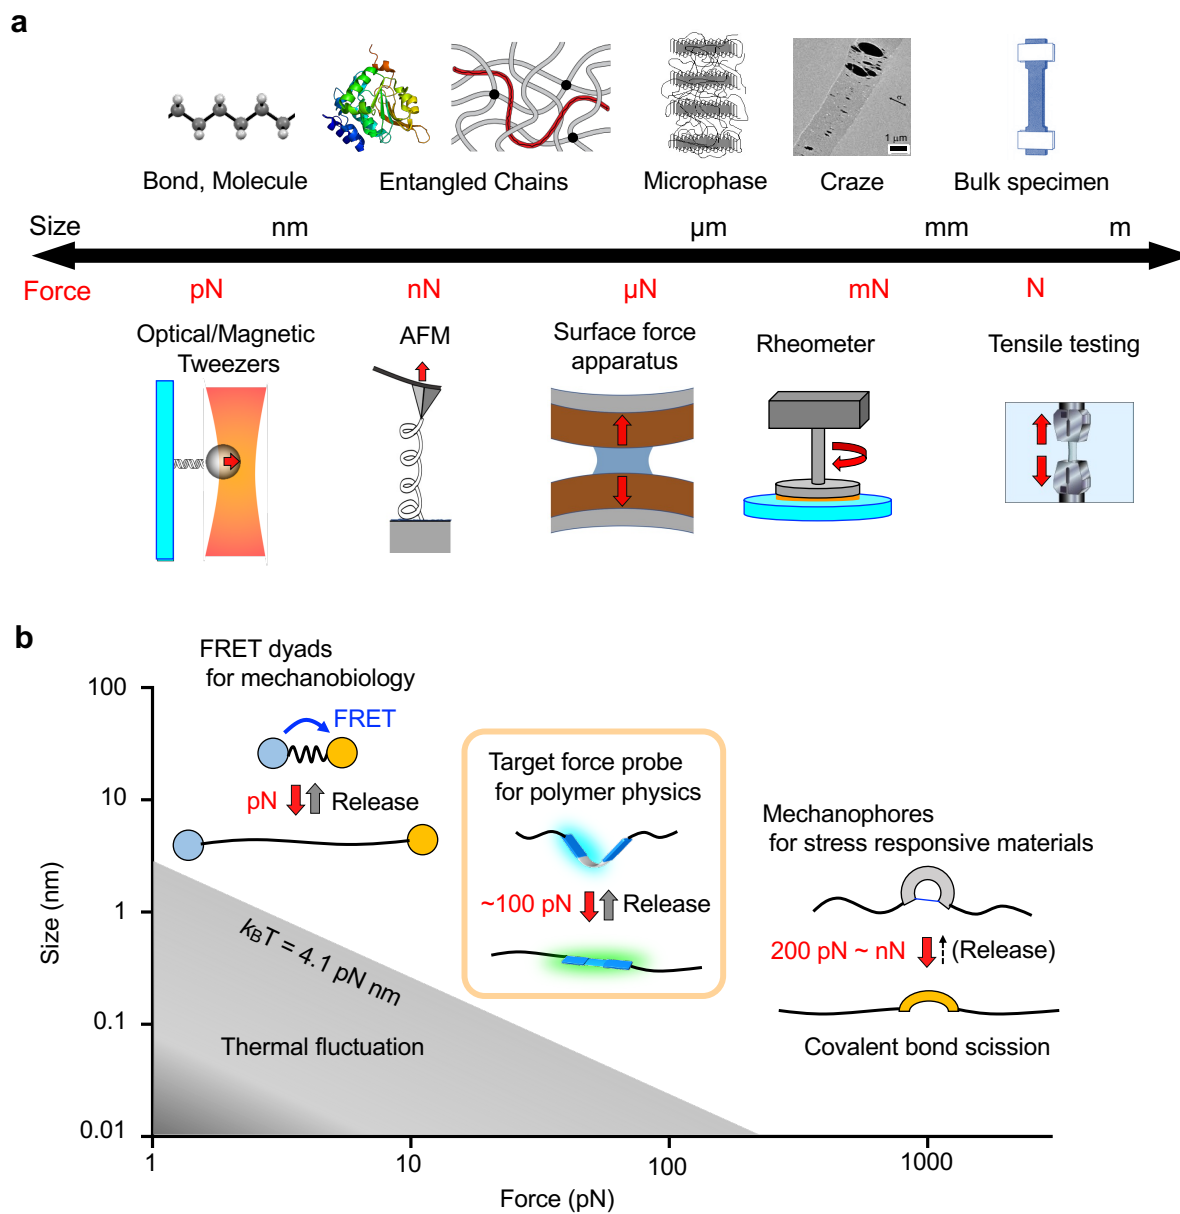 a
1 μm
σ
Bond, Molecule
Entangled Chains
Microphase
Craze
Bulk specimen
Size
nm
μm
mm
m
Force
pN
nN
μN
mN
N
Optical/Magnetic
Tweezers
AFM
Surface force
apparatus
Rheometer
Tensile testing
b
FRET dyads
for mechanobiology
FRET
pN
Release
Target force probe
for polymer physics
~100 pN
Release
Mechanophores
for stress responsive materials
200 pN ~ nN
(Release)
Covalent bond scission
kBT = 4.1 pN nm
Thermal fluctuation
Size (nm)
100
10
1
0.1
0.01
1
10
100
1000
Force (pN)